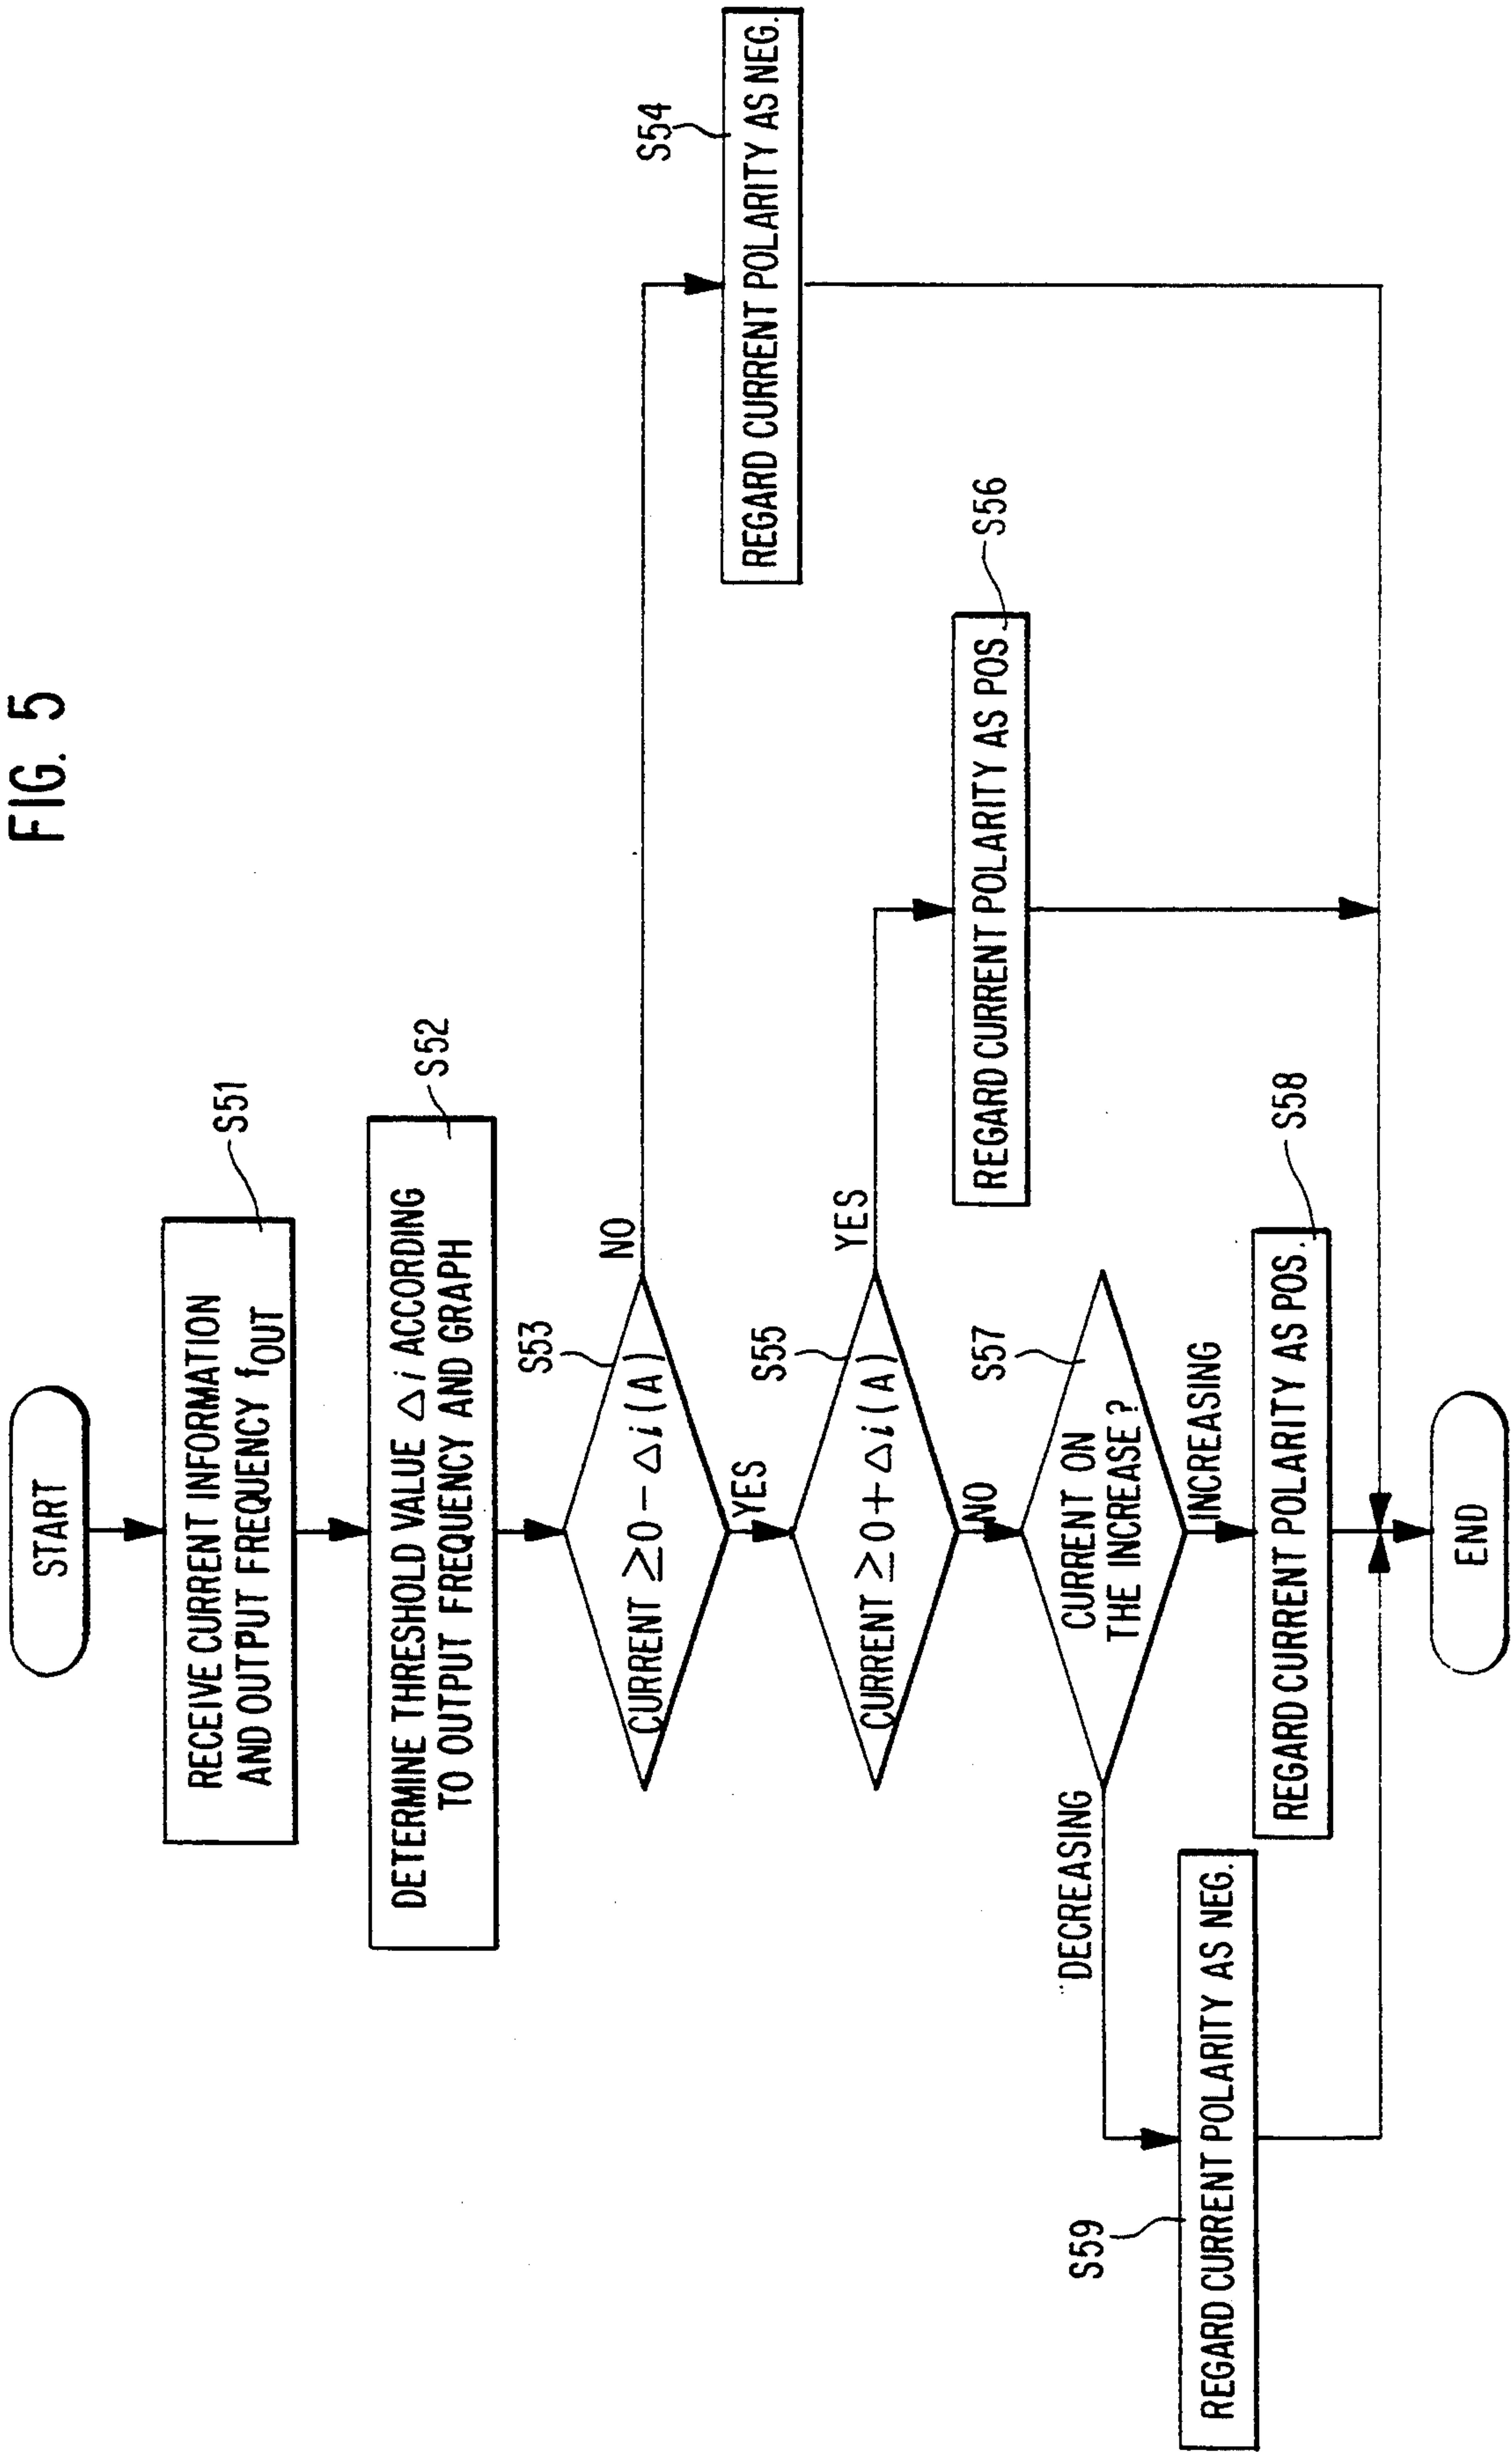 FIG. 5
START
RECEIVE CURRENT INFORMATION
AND OUTPUT FREQUENCY fOUT
S51
DETERMINE THRESHOLD VALUE Δi ACCORDING
TO OUTPUT FREQUENCY AND GRAPH
S52
CURRENT ≥0-Δi(A)
S53
NO
YES
REGARD CURRENT POLARITY AS NEG.
S54
CURRENT ≥0+Δi(A)
S55
YES
NO
REGARD CURRENT POLARITY AS POS.
S56
CURRENT ON
THE INCREASE?
S57
DECREASING
INCREASING
REGARD CURRENT POLARITY AS POS.
S58
REGARD CURRENT POLARITY AS NEG.
S59
END